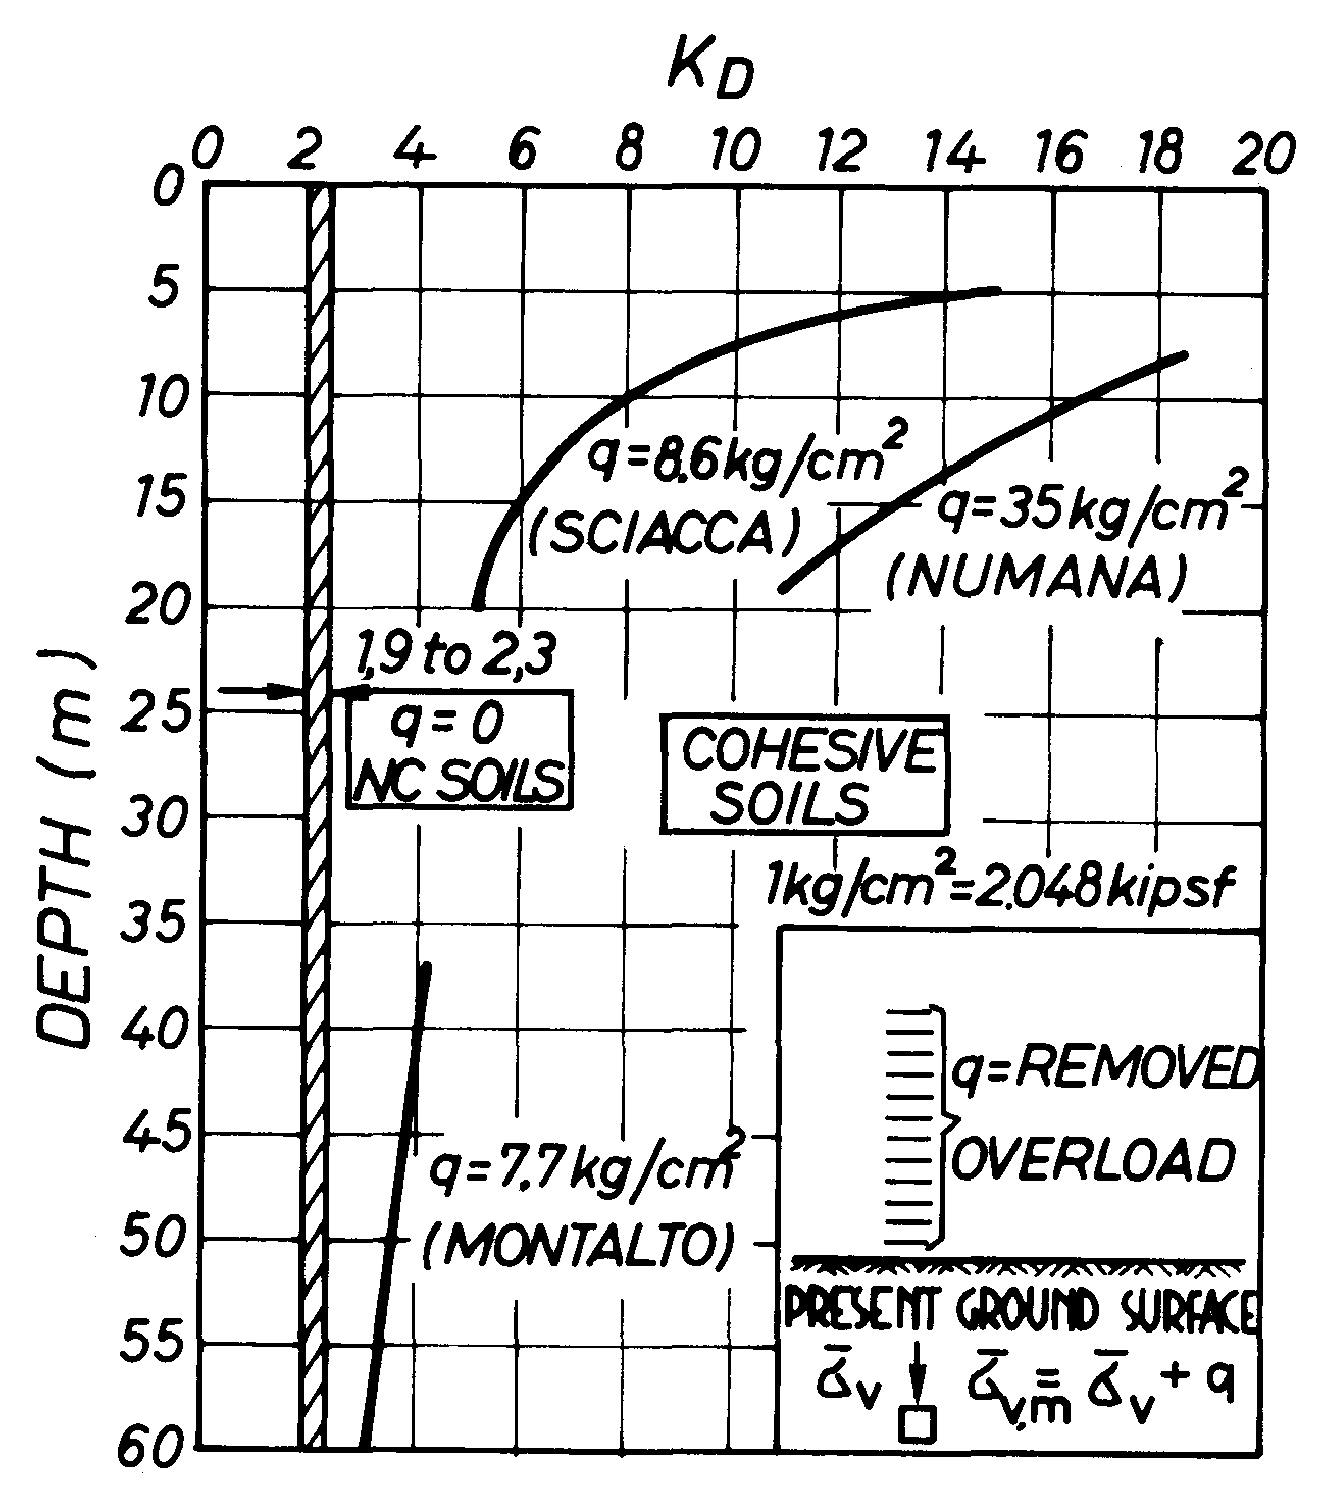 K_D
0 2 4 6 8 10 12 14 16 18 20
0
5
10
15
20
25
30
35
40
45
50
55
60
DEPTH (m)
q=8.6kg/cm²
(SCIACCA)
q=35kg/cm²
(NUMANA)
1,9 to 2,3
q=0
NC SOILS
COHESIVE
SOILS
1kg/cm²=2.048kipsf
q=7.7kg/cm²
(MONTALTO)
q=REMOVED
OVERLOAD
PRESENT GROUND SURFACE
σ̄v σ̄v,m= σ̄v + q